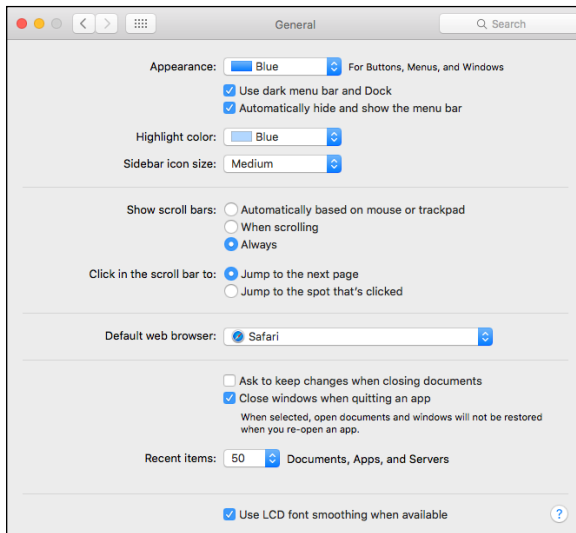 General
Search
Appearance: Blue For Buttons, Menus, and Windows
Use dark menu bar and Dock
Automatically hide and show the menu bar
Highlight color: Blue
Sidebar icon size: Medium
Show scroll bars: Automatically based on mouse or trackpad
When scrolling
Always
Click in the scroll bar to: Jump to the next page
Jump to the spot that's clicked
Default web browser: Safari
Ask to keep changes when closing documents
Close windows when quitting an app
When selected, open documents and windows will not be restored
when you re-open an app.
Recent items: 50 Documents, Apps, and Servers
Use LCD font smoothing when available ?